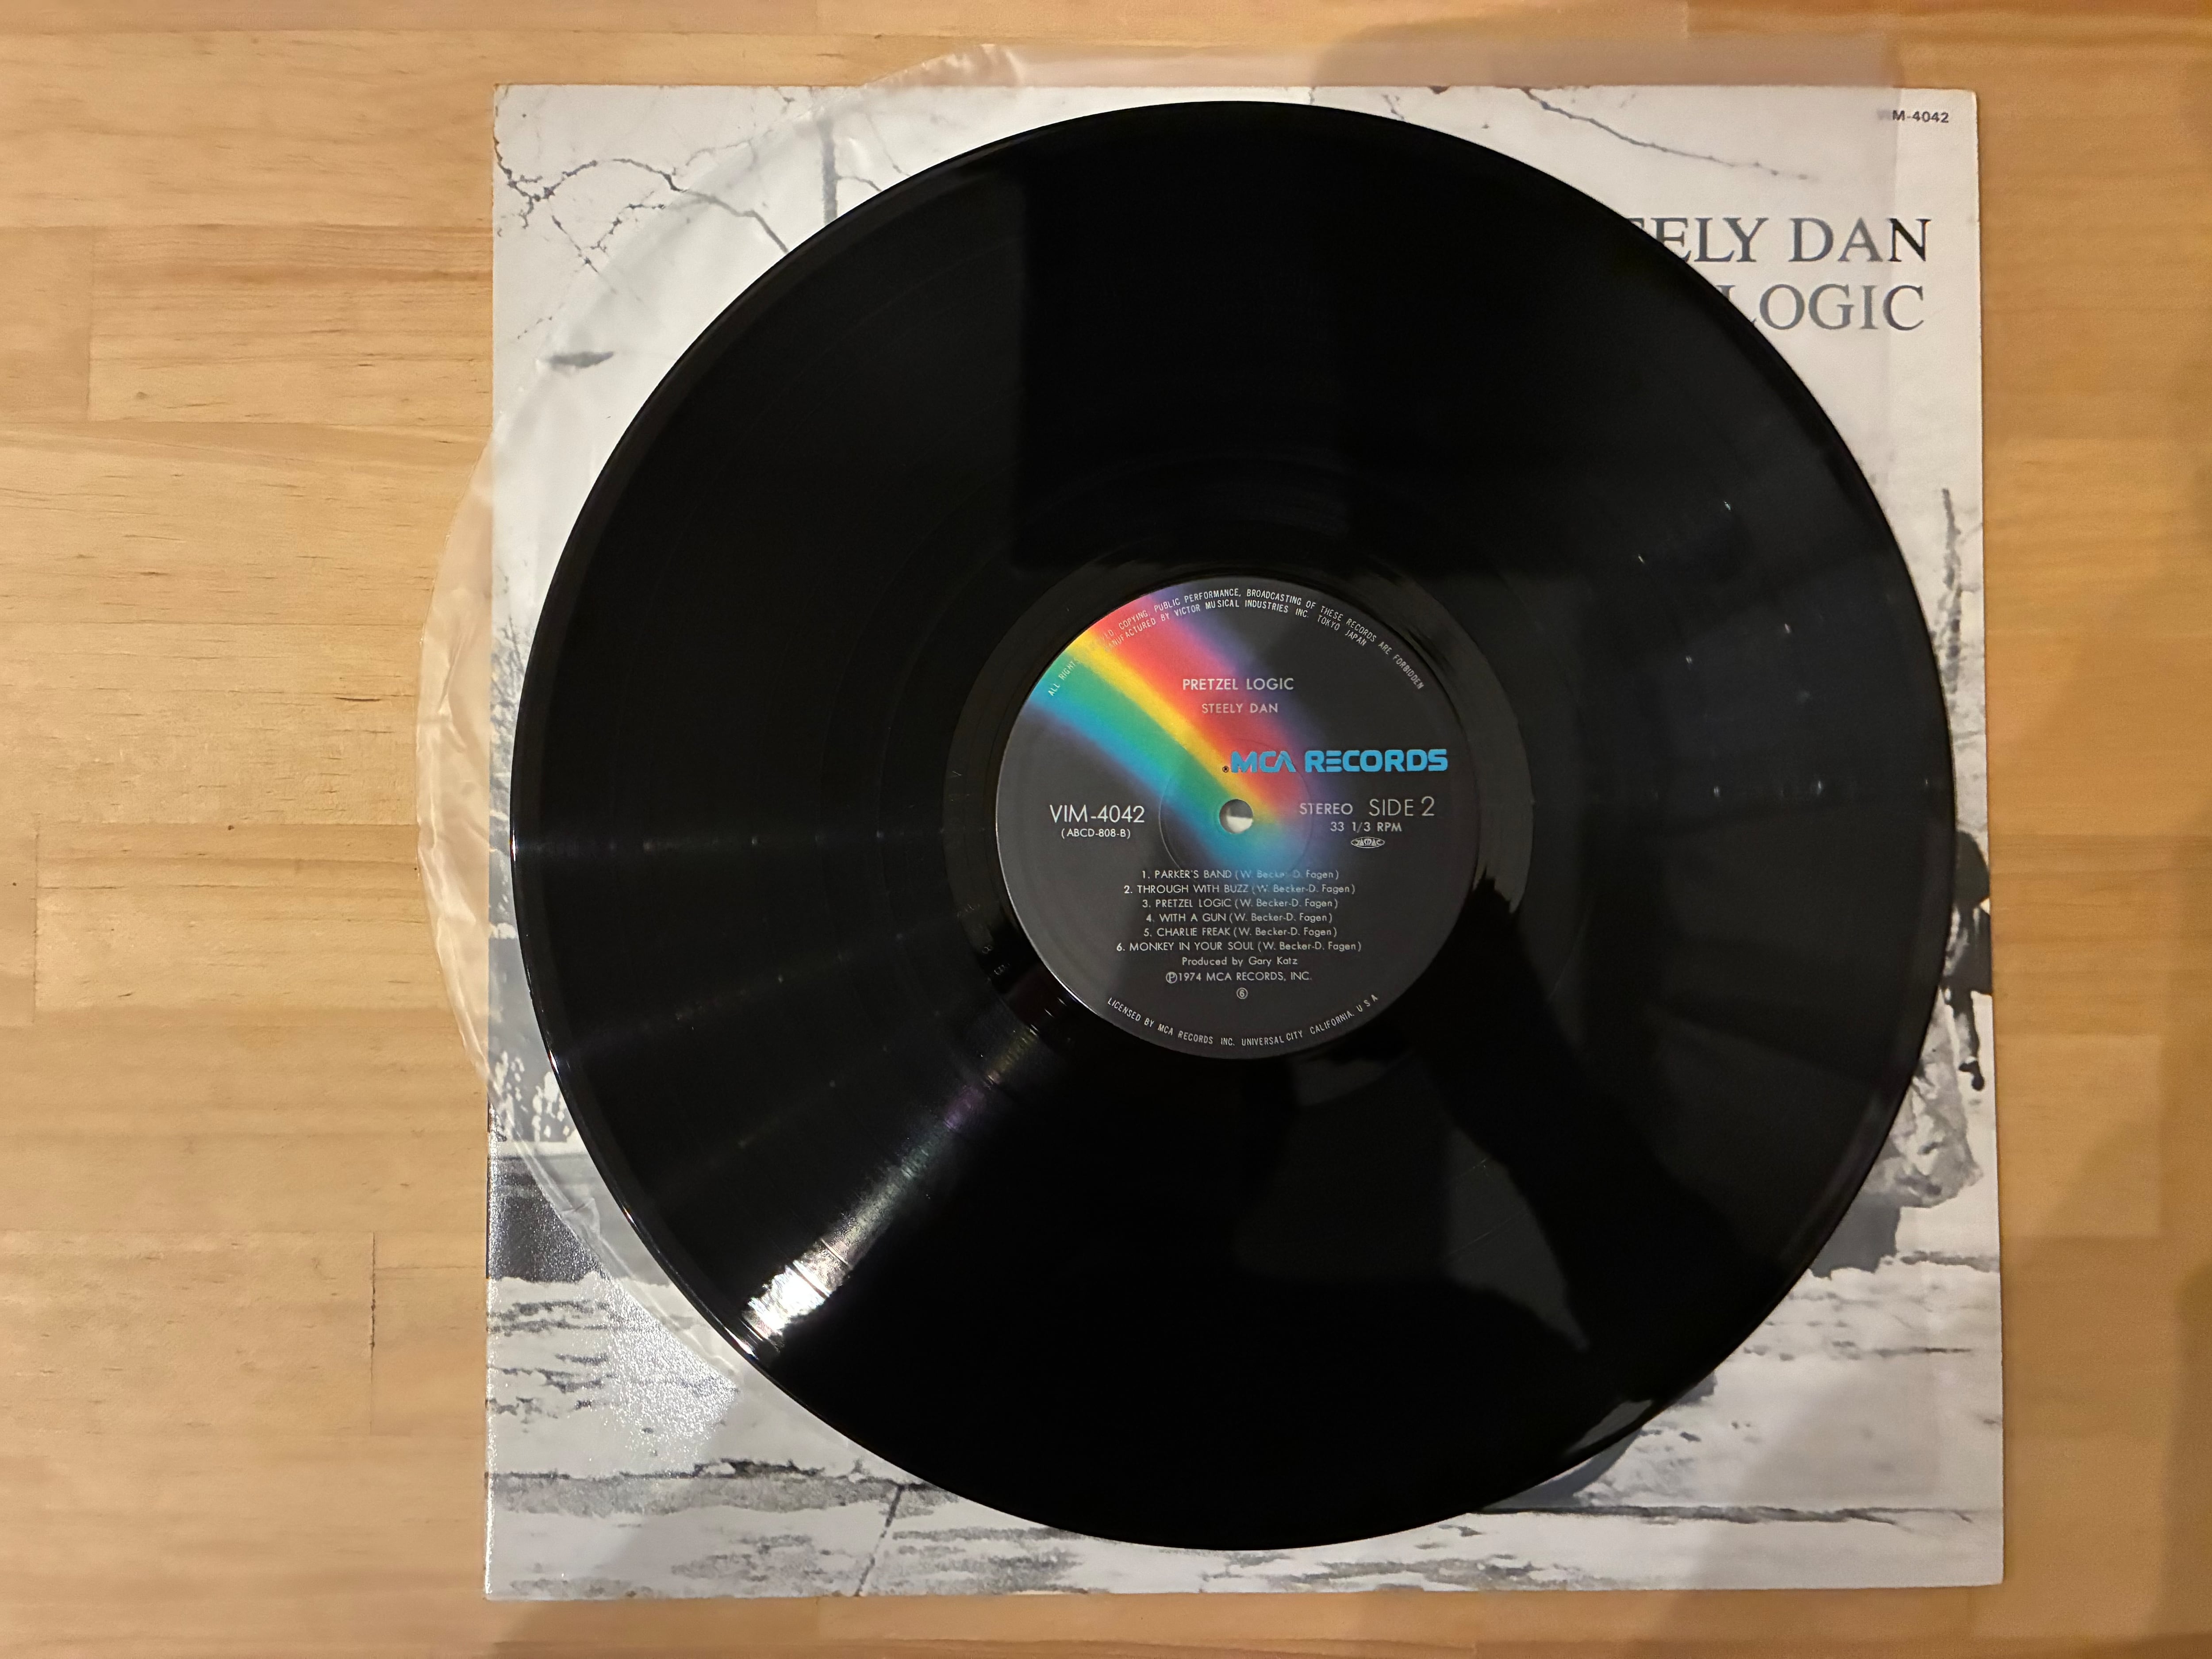 M-4042
EELY DAN
LOGIC
ALL RIGHT ED. COPYING, PUBLIC PERFORMANCE, BROADCASTING OF THESE RECORDS ARE FORBIDDEN
MANUFACTURED BY VICTOR MUSICAL INDUSTRIES INC. TOKYO JAPAN
PRETZEL LOGIC
STEELY DAN
®MCA RECORDS
VIM-4042
(ABCD-808-B)
STEREO SIDE 2
33 1/3 RPM
1. PARKER'S BAND (W. Becker-D. Fagen)
2. THROUGH WITH BUZZ (W. Becker-D. Fagen)
3. PRETZEL LOGIC (W. Becker-D. Fagen)
4. WITH A GUN (W. Becker-D. Fagen)
5. CHARLIE FREAK (W. Becker-D. Fagen)
6. MONKEY IN YOUR SOUL (W. Becker-D. Fagen)
Produced by Gary Katz
℗1974 MCA RECORDS, INC.
⑥
LICENSED BY MCA RECORDS INC. UNIVERSAL CITY CALIFORNIA. U S A